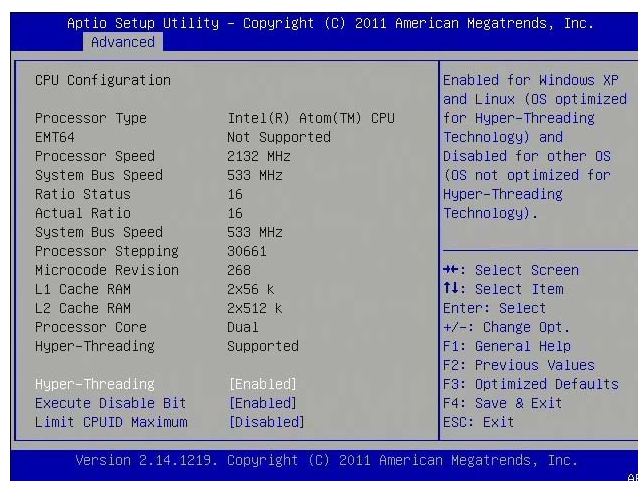 Aptio Setup Utility – Copyright (C) 2011 American Megatrends, Inc.
Advanced
CPU Configuration
Processor Type Intel(R) Atom(TM) CPU
EMT64 Not Supported
Processor Speed 2132 MHz
System Bus Speed 533 MHz
Ratio Status 16
Actual Ratio 16
System Bus Speed 533 MHz
Processor Stepping 30661
Microcode Revision 268
L1 Cache RAM 2x56 k
L2 Cache RAM 2x512 k
Processor Core Dual
Hyper-Threading Supported
Hyper-Threading [Enabled]
Execute Disable Bit [Enabled]
Limit CPUID Maximum [Disabled]
Enabled for Windows XP
and Linux (OS optimized
for Hyper-Threading
Technology) and
Disabled for other OS
(OS not optimized for
Hyper-Threading
Technology).
→←: Select Screen
↑↓: Select Item
Enter: Select
+/-: Change Opt.
F1: General Help
F2: Previous Values
F3: Optimized Defaults
F4: Save & Exit
ESC: Exit
Version 2.14.1219. Copyright (C) 2011 American Megatrends, Inc.